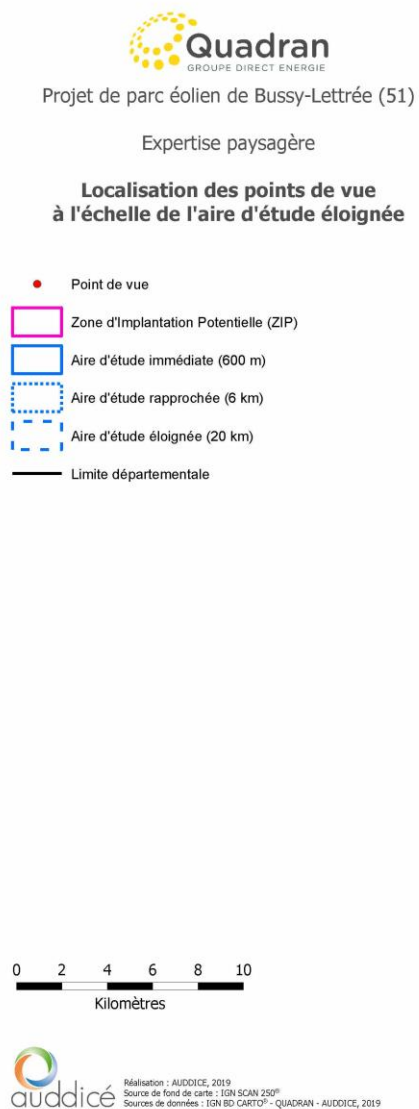 Quadran
GROUPE DIRECT ENERGIE
Projet de parc éolien de Bussy-Lettrée (51)
Expertise paysagère
Localisation des points de vue
à l'échelle de l'aire d'étude éloignée
Point de vue
Zone d'Implantation Potentielle (ZIP)
Aire d'étude immédiate (600 m)
Aire d'étude rapprochée (6 km)
Aire d'étude éloignée (20 km)
Limite départementale
0 2 4 6 8 10
Kilomètres
auddicé
Réalisation : AUDDICE, 2019
Source de fond de carte : IGN SCAN 250®
Sources de données : IGN BD CARTO® - QUADRAN - AUDDICE, 2019